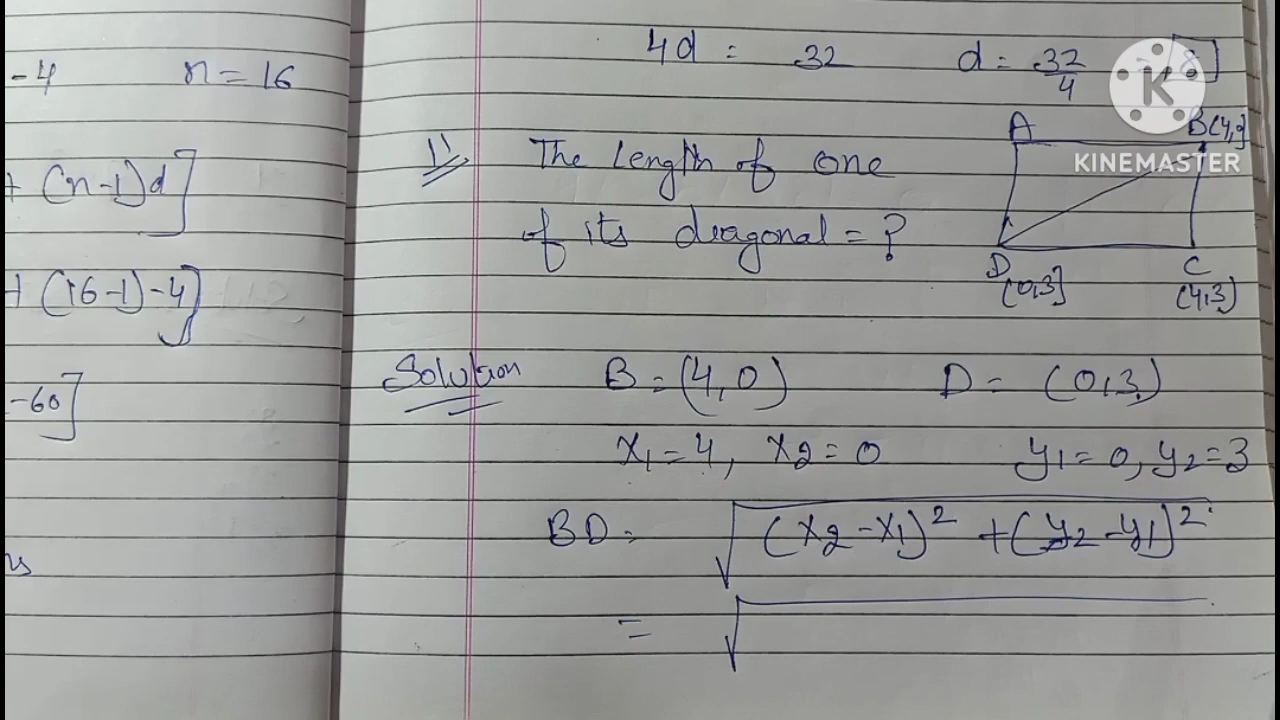 -4 n = 16
+ (n-1)d]
+ (16-1)-4]
-60]
4d = 32 d = 32/4
KINEMASTER
11, The length of one
of its diagonal = ?
A B(4,0)
D C
(0,3) (4,3)
Solution B = (4,0) D = (0,3)
x1 = 4, x2 = 0 y1 = 0, y2 = 3
BD = √(x2-x1)² + (y2-y1)²
= √